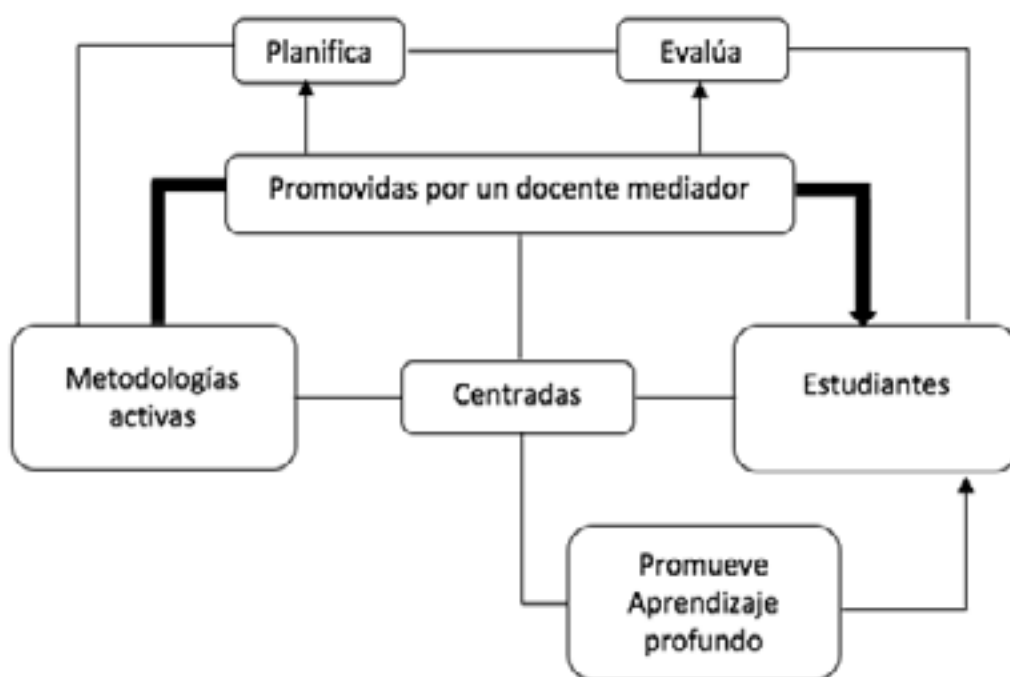 Planifica
Evalúa
Promovidas por un docente mediador
Metodologías
activas
Centradas
Estudiantes
Promueve
Aprendizaje
profundo